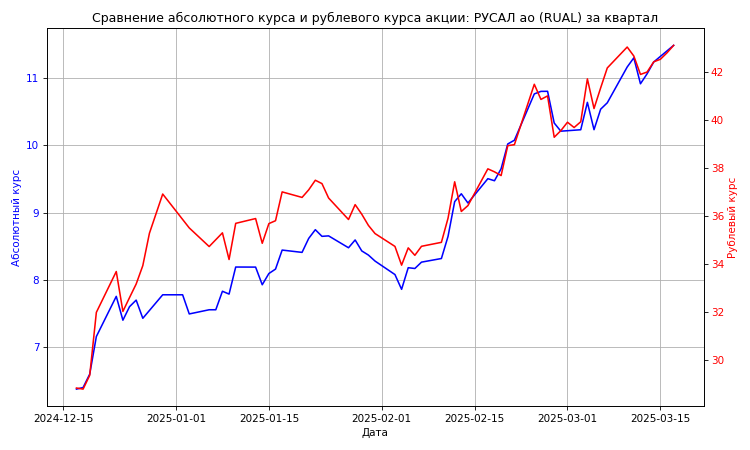 Сравнение абсолютного курса и рублевого курса акции: РУСАЛ ао (RUAL) за квартал
Абсолютный курс
11
10
9
8
7
42
40
38
36
34
32
30
Рублевый курс
2024-12-15 2025-01-01 2025-01-15 2025-02-01 2025-02-15 2025-03-01 2025-03-15
Дата